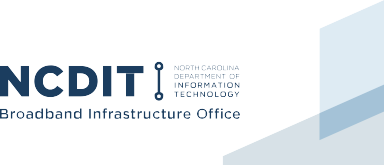 NCDIT
NORTH CAROLINA
DEPARTMENT OF
INFORMATION
TECHNOLOGY
Broadband Infrastructure Office